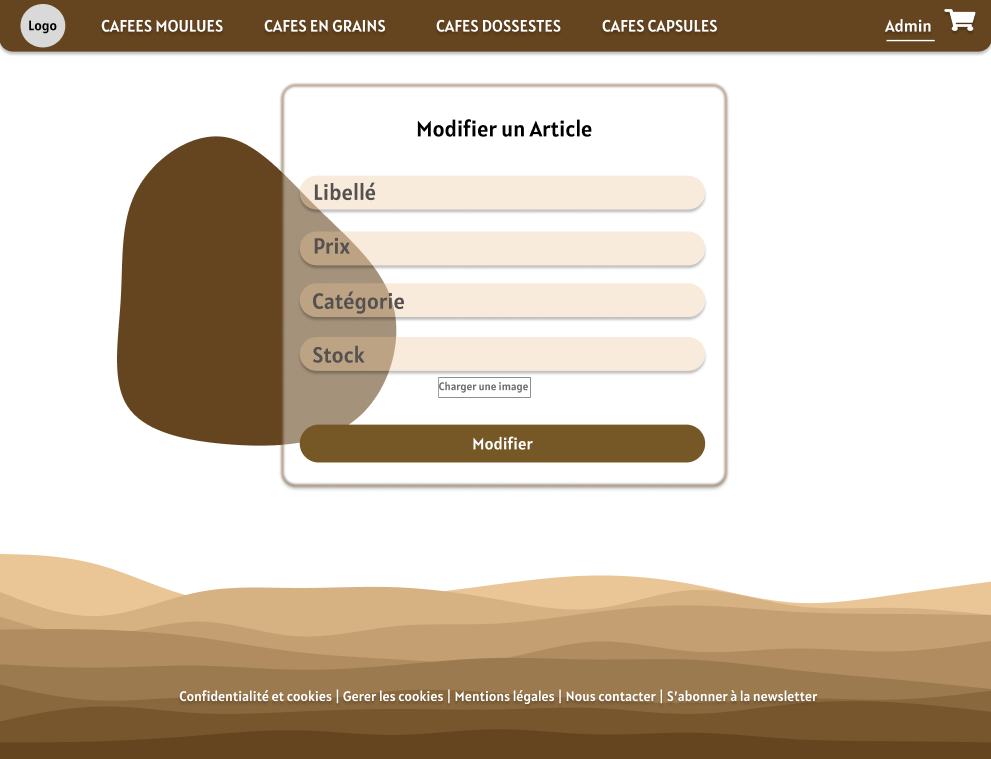 Logo CAFEES MOULUES CAFES EN GRAINS CAFES DOSSESTES CAFES CAPSULES Admin
Modifier un Article
Libellé
Prix
Catégorie
Stock
Charger une image
Modifier
Confidentialité et cookies | Gerer les cookies | Mentions légales | Nous contacter | S'abonner à la newsletter